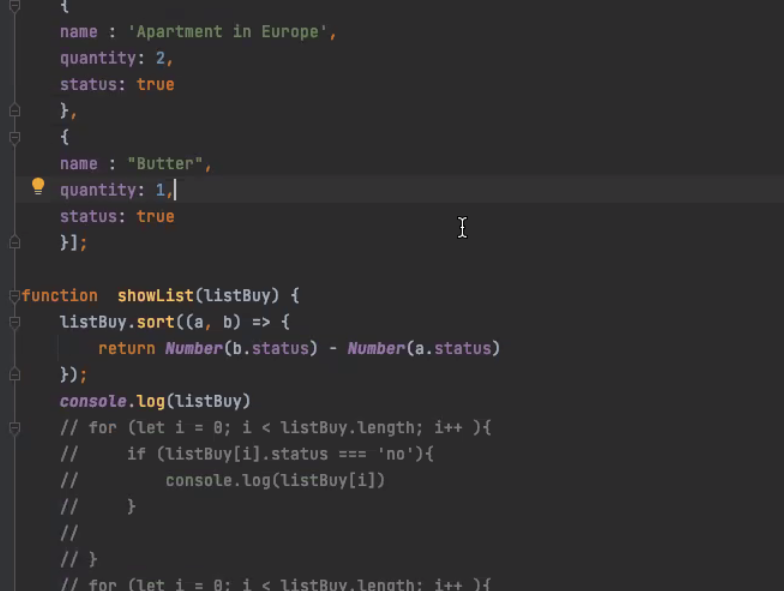 {
name : 'Apartment in Europe',
quantity: 2,
status: true
},
{
name : "Butter",
quantity: 1,
status: true
}];
function  showList(listBuy) {
listBuy.sort((a, b) => {
return Number(b.status) - Number(a.status)
});
console.log(listBuy)
// for (let i = 0; i < listBuy.length; i++ ){
//     if (listBuy[i].status === 'no'){
//         console.log(listBuy[i])
//     }
//
// }
// for (let i = 0; i < listBuy.length; i++ ){